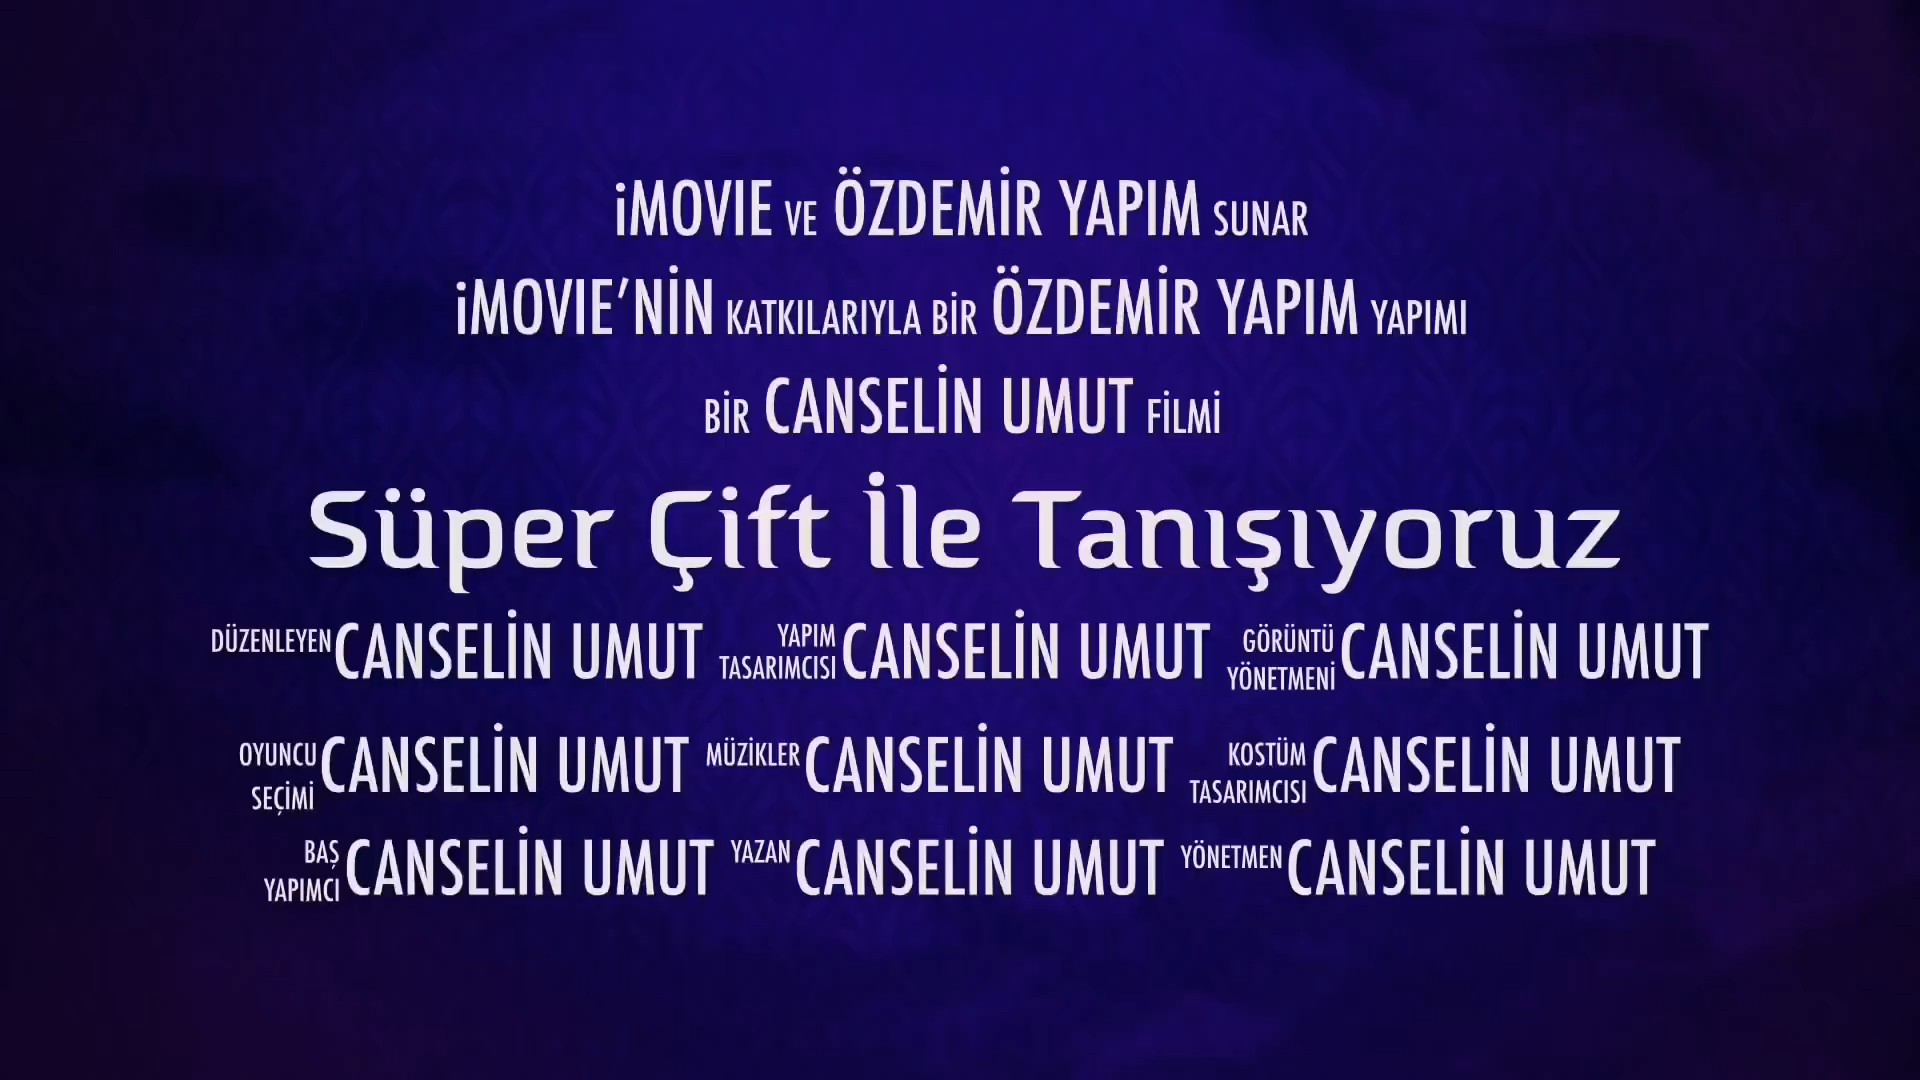 iMOVIE VE ÖZDEMİR YAPIM SUNAR
iMOVIE’NİN KATKILARIYLA BİR ÖZDEMİR YAPIM YAPIMI
BİR CANSELİN UMUT FİLMİ
Süper Çift İle Tanışıyoruz
DÜZENLEYEN CANSELİN UMUT YAPIM TASARIMCISI CANSELİN UMUT GÖRÜNTÜ YÖNETMENİ CANSELİN UMUT
OYUNCU SEÇİMİ CANSELİN UMUT MÜZİKLER CANSELİN UMUT KOSTÜM TASARIMCISI CANSELİN UMUT
BAŞ YAPIMCI CANSELİN UMUT YAZAN CANSELİN UMUT YÖNETMEN CANSELİN UMUT